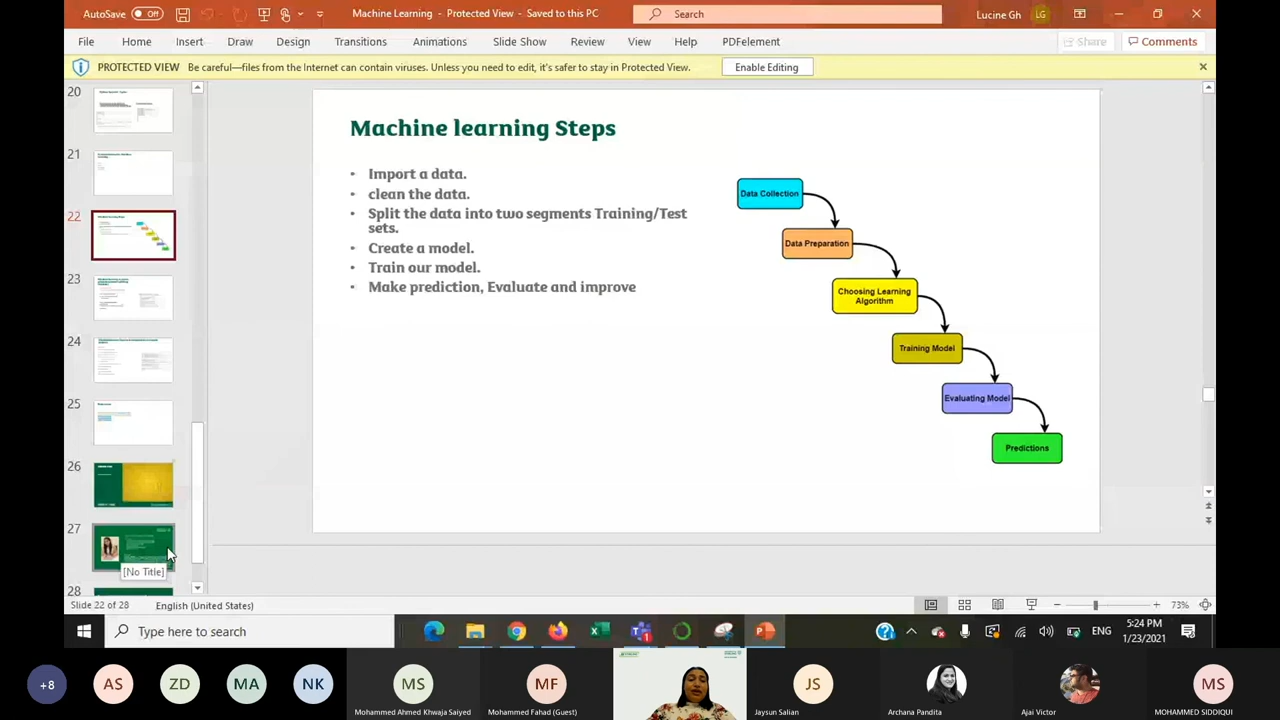 AutoSave Off
Machine Learning - Protected View - Saved to this PC
Search
Lucine Gh
LG
File Home Insert Draw Design Transitions Animations Slide Show Review View Help PDFelement
Share
Comments
PROTECTED VIEW Be careful—files from the Internet can contain viruses. Unless you need to edit, it's safer to stay in Protected View.
Enable Editing
20
21
22
23
24
25
26
27
28
[No Title]
Machine learning Steps
• Import a data.
• clean the data.
• Split the data into two segments Training/Test
sets.
• Create a model.
• Train our model.
• Make prediction, Evaluate and improve
Data Collection
Data Preparation
Choosing Learning
Algorithm
Training Model
Evaluating Model
Predictions
Slide 22 of 28 English (United States)
73%
Type here to search
ENG
5:24 PM
1/23/2021
+8
AS
ZD
MA
NK
MS
Mohammed Ahmed Khwaja Saiyed
MF
Mohammed Fahad (Guest)
JS
Jaysun Salian
Archana Pandita
Ajai Victor
MS
MOHAMMED SIDDIQUI